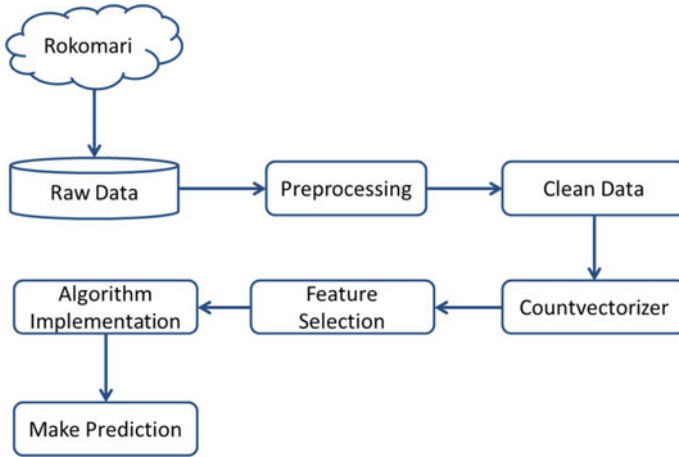 Rokomari
Raw Data
Preprocessing
Clean Data
Countvectorizer
Feature
Selection
Algorithm
Implementation
Make Prediction